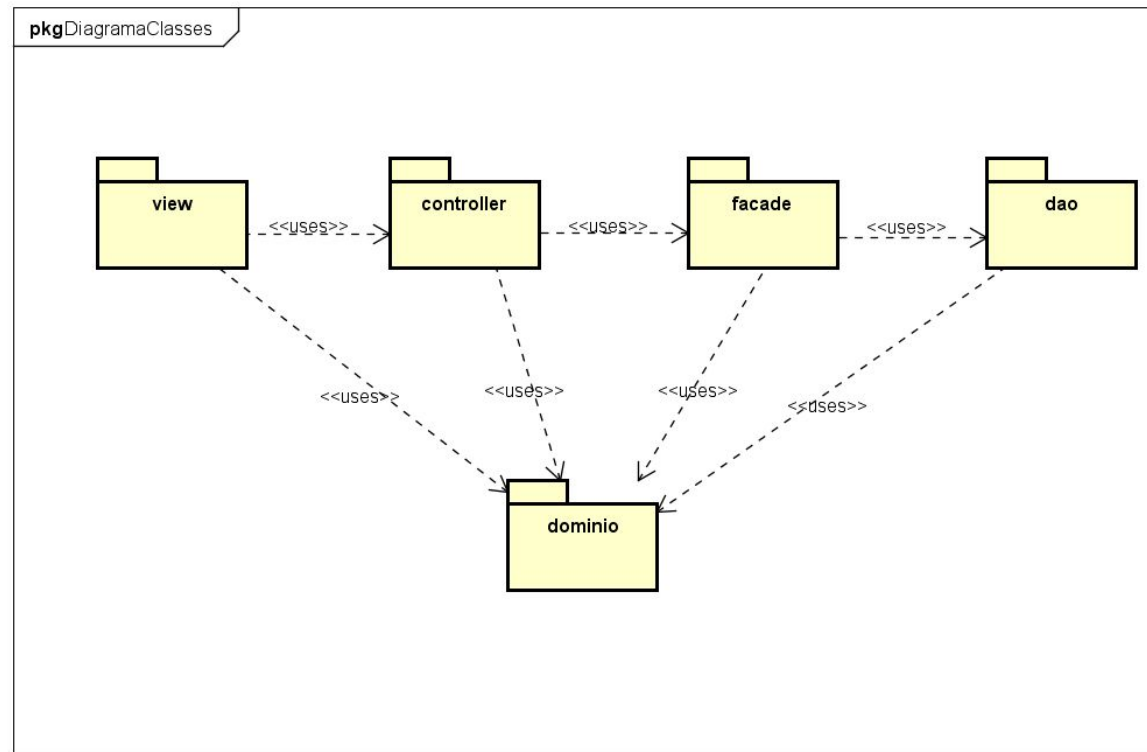 pkgDiagramaClasses
view
controller
facade
dao
<<uses>>
<<uses>>
<<uses>>
<<uses>>
<<uses>>
<<uses>>
<<uses>>
dominio